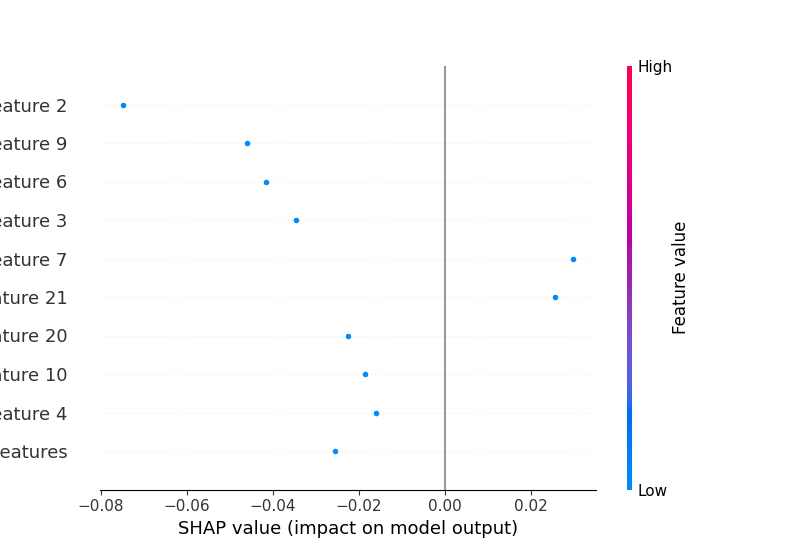 High
eature 2
eature 9
eature 6
eature 3
eature 7
ature 21
ature 20
ature 10
eature 4
eatures
Feature value
Low
−0.08 −0.06 −0.04 −0.02 0.00 0.02
SHAP value (impact on model output)